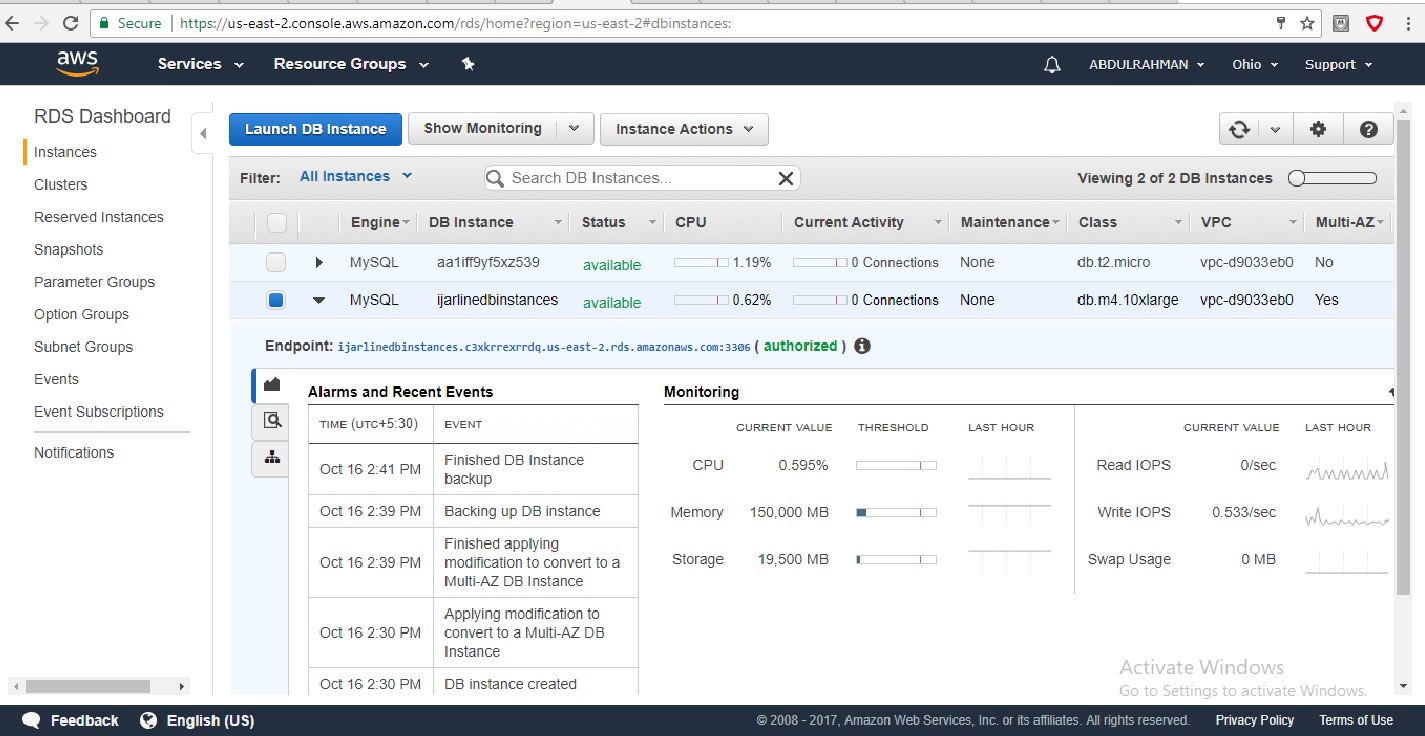 Secure https://us-east-2.console.aws.amazon.com/rds/home?region=us-east-2#dbinstances:
aws Services Resource Groups ABDULRAHMAN Ohio Support
RDS Dashboard
Instances
Clusters
Reserved Instances
Snapshots
Parameter Groups
Option Groups
Subnet Groups
Events
Event Subscriptions
Notifications
Launch DB Instance Show Monitoring Instance Actions
Filter: All Instances Search DB Instances... Viewing 2 of 2 DB Instances
Engine DB Instance Status CPU Current Activity Maintenance Class VPC Multi-AZ
MySQL aa1iff9yf5xz539 available 1.19% 0 Connections None db.t2.micro vpc-d9033eb0 No
MySQL ijarlinedbinstances available 0.62% 0 Connections None db.m4.10xlarge vpc-d9033eb0 Yes
Endpoint: ijarlinedbinstances.c3xkrrexrrdq.us-east-2.rds.amazonaws.com:3306 ( authorized )
Alarms and Recent Events
TIME (UTC+5:30) EVENT
Oct 16 2:41 PM Finished DB Instance
backup
Oct 16 2:39 PM Backing up DB instance
Oct 16 2:39 PM Finished applying
modification to convert to a
Multi-AZ DB Instance
Oct 16 2:30 PM Applying modification to
convert to a Multi-AZ DB
Instance
Oct 16 2:30 PM DB instance created
Monitoring
CURRENT VALUE THRESHOLD LAST HOUR CURRENT VALUE LAST HOUR
CPU 0.595% Read IOPS 0/sec
Memory 150,000 MB Write IOPS 0.533/sec
Storage 19,500 MB Swap Usage 0 MB
Activate Windows
Go to Settings to activate Windows.
Feedback English (US) © 2008 - 2017, Amazon Web Services, Inc. or its affiliates. All rights reserved. Privacy Policy Terms of Use